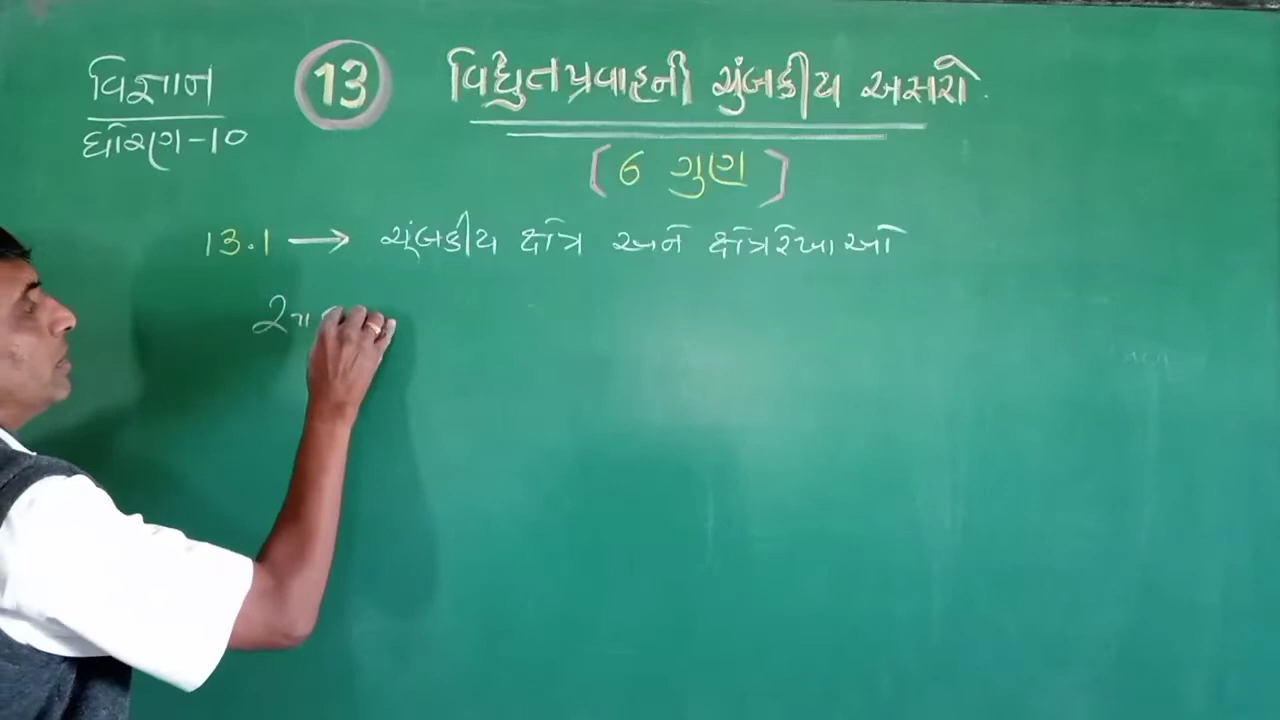 વિજ્ઞાન
ધોરણ-10
13
વિદ્યુતપ્રવાહની ચુંબકીય અસરો
(6 ગુણ)
13.1 → ચૂંબકીય ક્ષેત્ર અને ક્ષેત્રરેખાઓ